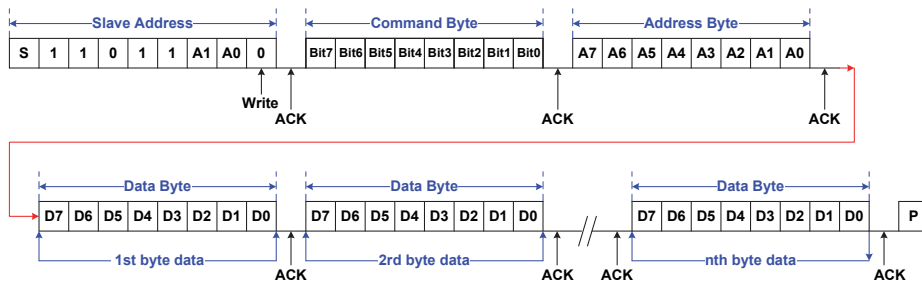 Slave Address Command Byte Address Byte
S 1 1 0 1 1 A1 A0 0 Bit7 Bit6 Bit5 Bit4 Bit3 Bit2 Bit1 Bit0 A7 A6 A5 A4 A3 A2 A1 A0
Write
ACK ACK ACK
Data Byte Data Byte Data Byte
D7 D6 D5 D4 D3 D2 D1 D0 D7 D6 D5 D4 D3 D2 D1 D0 // D7 D6 D5 D4 D3 D2 D1 D0 P
1st byte data 2rd byte data nth byte data
ACK ACK ACK ACK